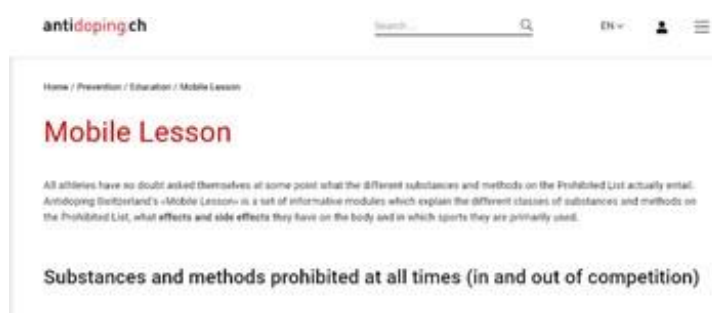 antidoping.ch
Search...
EN
Home / Prevention / Education / Mobile Lesson
Mobile Lesson
All athletes have no doubt asked themselves at some point what the different substances and methods on the Prohibited List actually entail.
Antidoping Switzerland's «Mobile Lesson» is a set of informative modules which explain the different classes of substances and methods on
the Prohibited List, what effects and side effects they have on the body and in which sports they are primarily used.
Substances and methods prohibited at all times (in and out of competition)